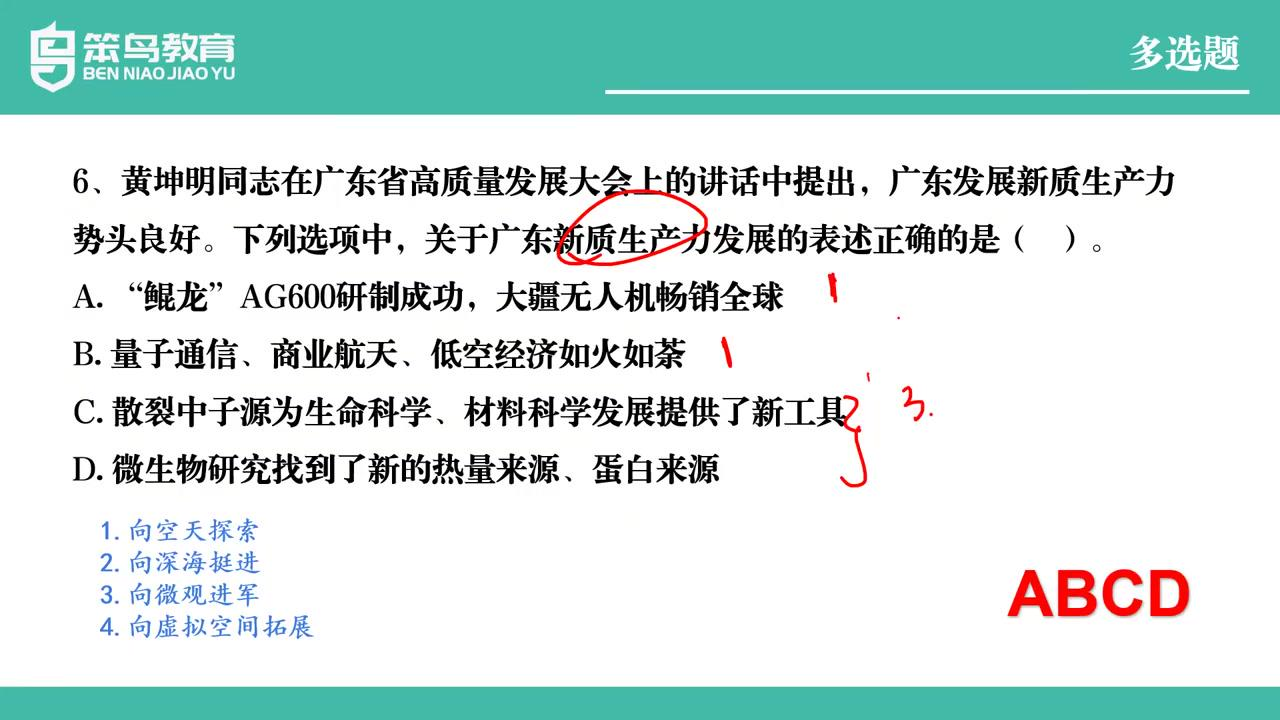 笨鸟教育
BEN NIAO JIAO YU
多选题
6、黄坤明同志在广东省高质量发展大会上的讲话中提出，广东发展新质生产力
势头良好。下列选项中，关于广东新质生产力发展的表述正确的是（　）。
A. “鲲龙”AG600研制成功，大疆无人机畅销全球
1
B. 量子通信、商业航天、低空经济如火如荼
1
C. 散裂中子源为生命科学、材料科学发展提供了新工具
3.
D. 微生物研究找到了新的热量来源、蛋白来源
1. 向空天探索
2. 向深海挺进
3. 向微观进军
4. 向虚拟空间拓展
ABCD